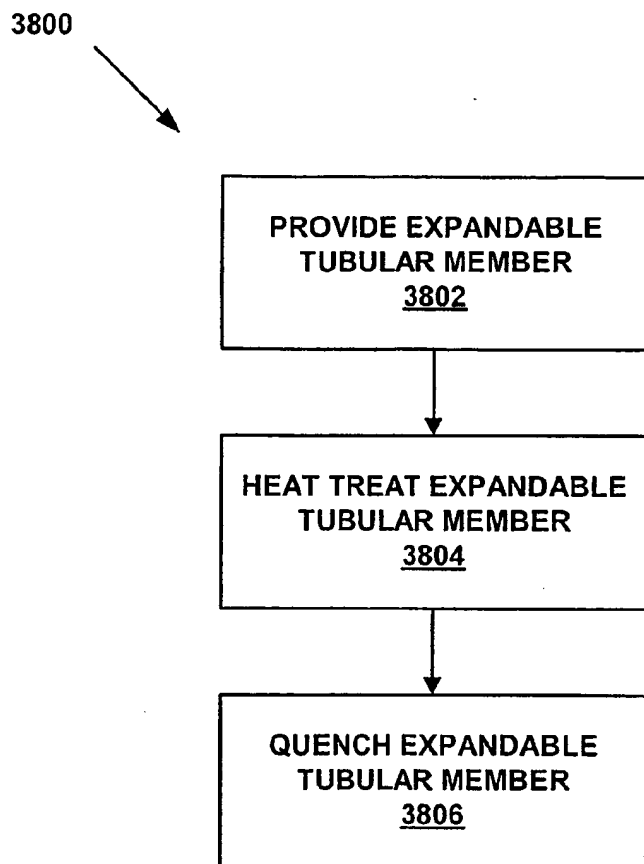 3800
PROVIDE EXPANDABLE
TUBULAR MEMBER
3802
HEAT TREAT EXPANDABLE
TUBULAR MEMBER
3804
QUENCH EXPANDABLE
TUBULAR MEMBER
3806